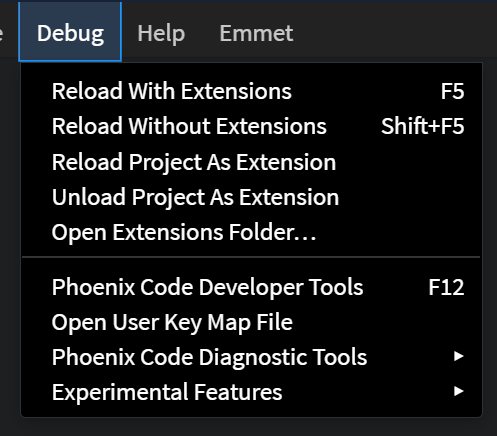 e Debug Help Emmet
Reload With Extensions F5
Reload Without Extensions Shift+F5
Reload Project As Extension
Unload Project As Extension
Open Extensions Folder…
Phoenix Code Developer Tools F12
Open User Key Map File
Phoenix Code Diagnostic Tools
Experimental Features